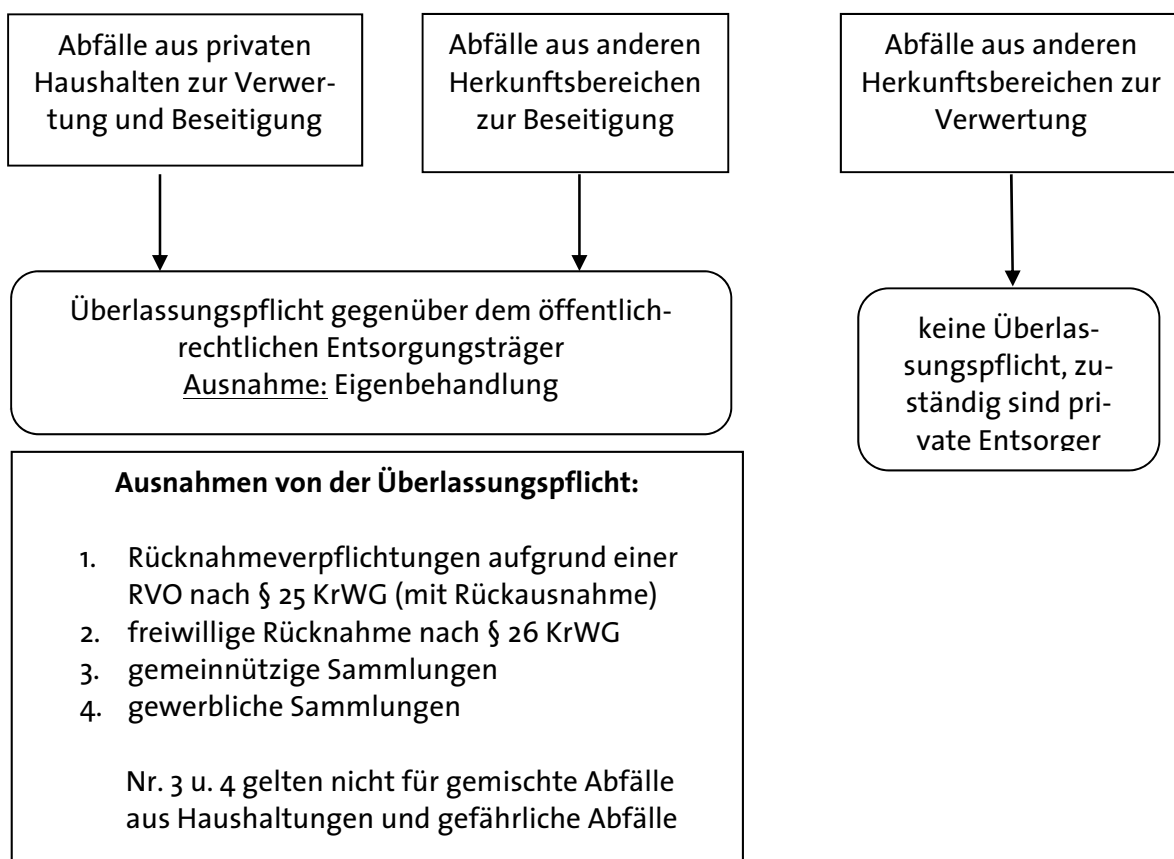 Abfälle aus privaten
Haushalten zur Verwer-
tung und Beseitigung
Abfälle aus anderen
Herkunftsbereichen
zur Beseitigung
Abfälle aus anderen
Herkunftsbereichen zur
Verwertung
Überlassungspflicht gegenüber dem öffentlich-
rechtlichen Entsorgungsträger
Ausnahme: Eigenbehandlung
keine Überlas-
sungspflicht, zu-
ständig sind pri-
vate Entsorger
Ausnahmen von der Überlassungspflicht:
1. Rücknahmeverpflichtungen aufgrund einer
RVO nach § 25 KrWG (mit Rückausnahme)
2. freiwillige Rücknahme nach § 26 KrWG
3. gemeinnützige Sammlungen
4. gewerbliche Sammlungen
Nr. 3 u. 4 gelten nicht für gemischte Abfälle
aus Haushaltungen und gefährliche Abfälle